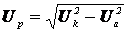 U_p = √(U_k² − U_a²)